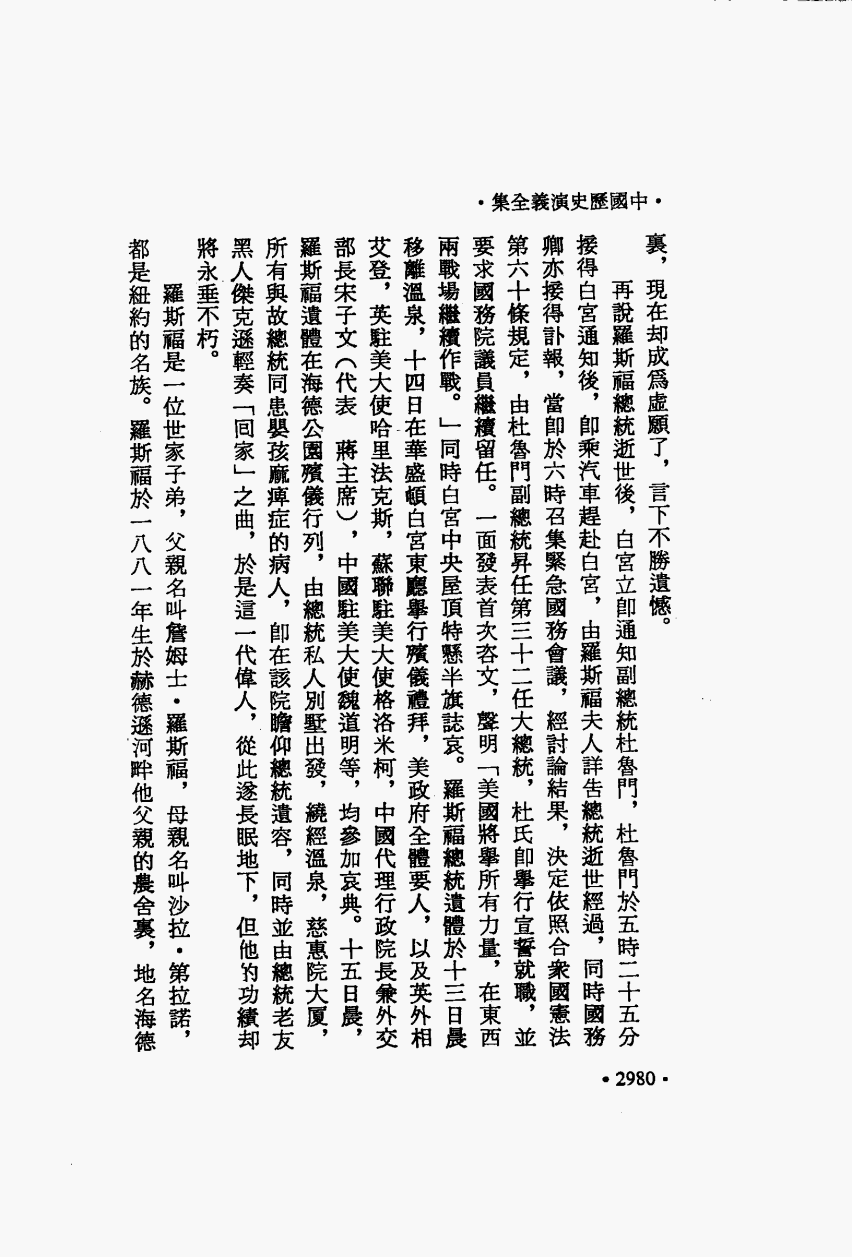 ·中國歷史演義全集·
裏，現在却成爲虛願了，言下不勝遺憾。
再說羅斯福總統逝世後，白宮立卽通知副總統杜魯門，杜魯門於五時二十五分
接得白宮通知後，卽乘汽車趕赴白宮，由羅斯福夫人詳告總統逝世經過，同時國務
卿亦接得訃報，當卽於六時召集緊急國務會議，經討論結果，決定依照合衆國憲法
第六十條規定，由杜魯門副總統昇任第三十二任大總統，杜氏卽擧行宣誓就職，並
要求國務院議員繼續留任。一面發表首次咨文，聲明「美國將擧所有力量，在東西
兩戰場繼續作戰。」同時白宮中央屋頂特懸半旗誌哀。羅斯福總統遺體於十三日晨
移離溫泉，十四日在華盛頓白宮東廳擧行殯儀禮拜，美政府全體要人，以及英外相
艾登，英駐美大使哈里法克斯，蘇聯駐美大使格洛米柯，中國代理行政院長兼外交
部長宋子文（代表　蔣主席），中國駐美大使魏道明等，均參加哀典。十五日晨，
羅斯福遺體在海德公園殯儀行列，由總統私人別墅出發，繞經溫泉，慈惠院大厦，
所有與故總統同患嬰孩痲痺症的病人，卽在該院瞻仰總統遺容，同時並由總統老友
黑人傑克遜輕奏「囘家」之曲，於是這一代偉人，從此遂長眠地下，但他的功績却
將永垂不朽。
羅斯福是一位世家子弟，父親名叫詹姆士·羅斯福，母親名叫沙拉·第拉諾，
都是紐約的名族。羅斯福於一八八一年生於赫德遜河畔他父親的農舍裏，地名海德
·2980·